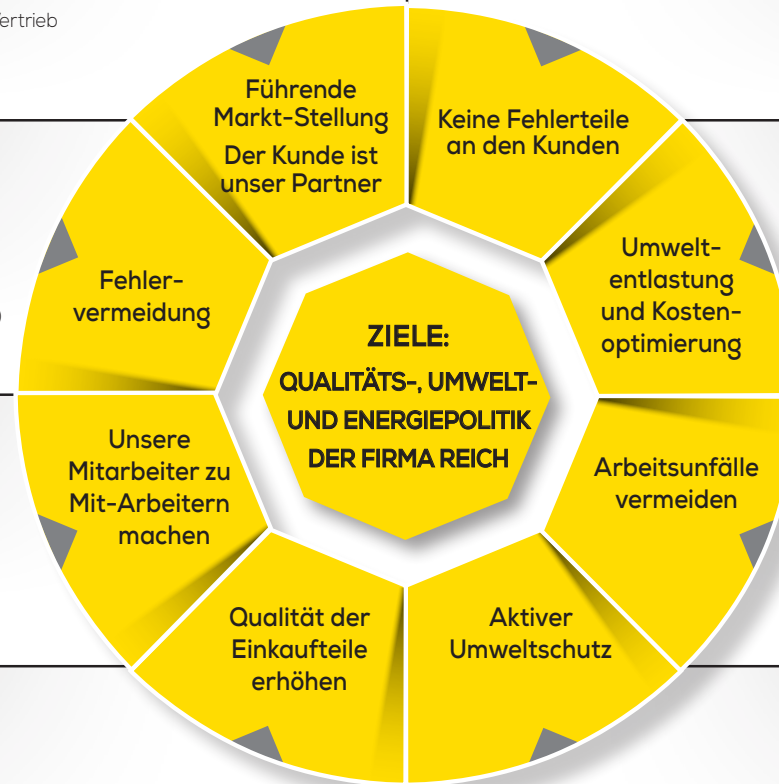 ertrieb
Führende
Markt-Stellung
Der Kunde ist
unser Partner
Keine Fehlerteile
an den Kunden
Umwelt-
entlastung
und Kosten-
optimierung
Arbeitsunfälle
vermeiden
Aktiver
Umweltschutz
Qualität der
Einkaufteile
erhöhen
Unsere
Mitarbeiter zu
Mit-Arbeitern
machen
Fehler-
vermeidung
ZIELE:
QUALITÄTS-, UMWELT-
UND ENERGIEPOLITIK
DER FIRMA REICH